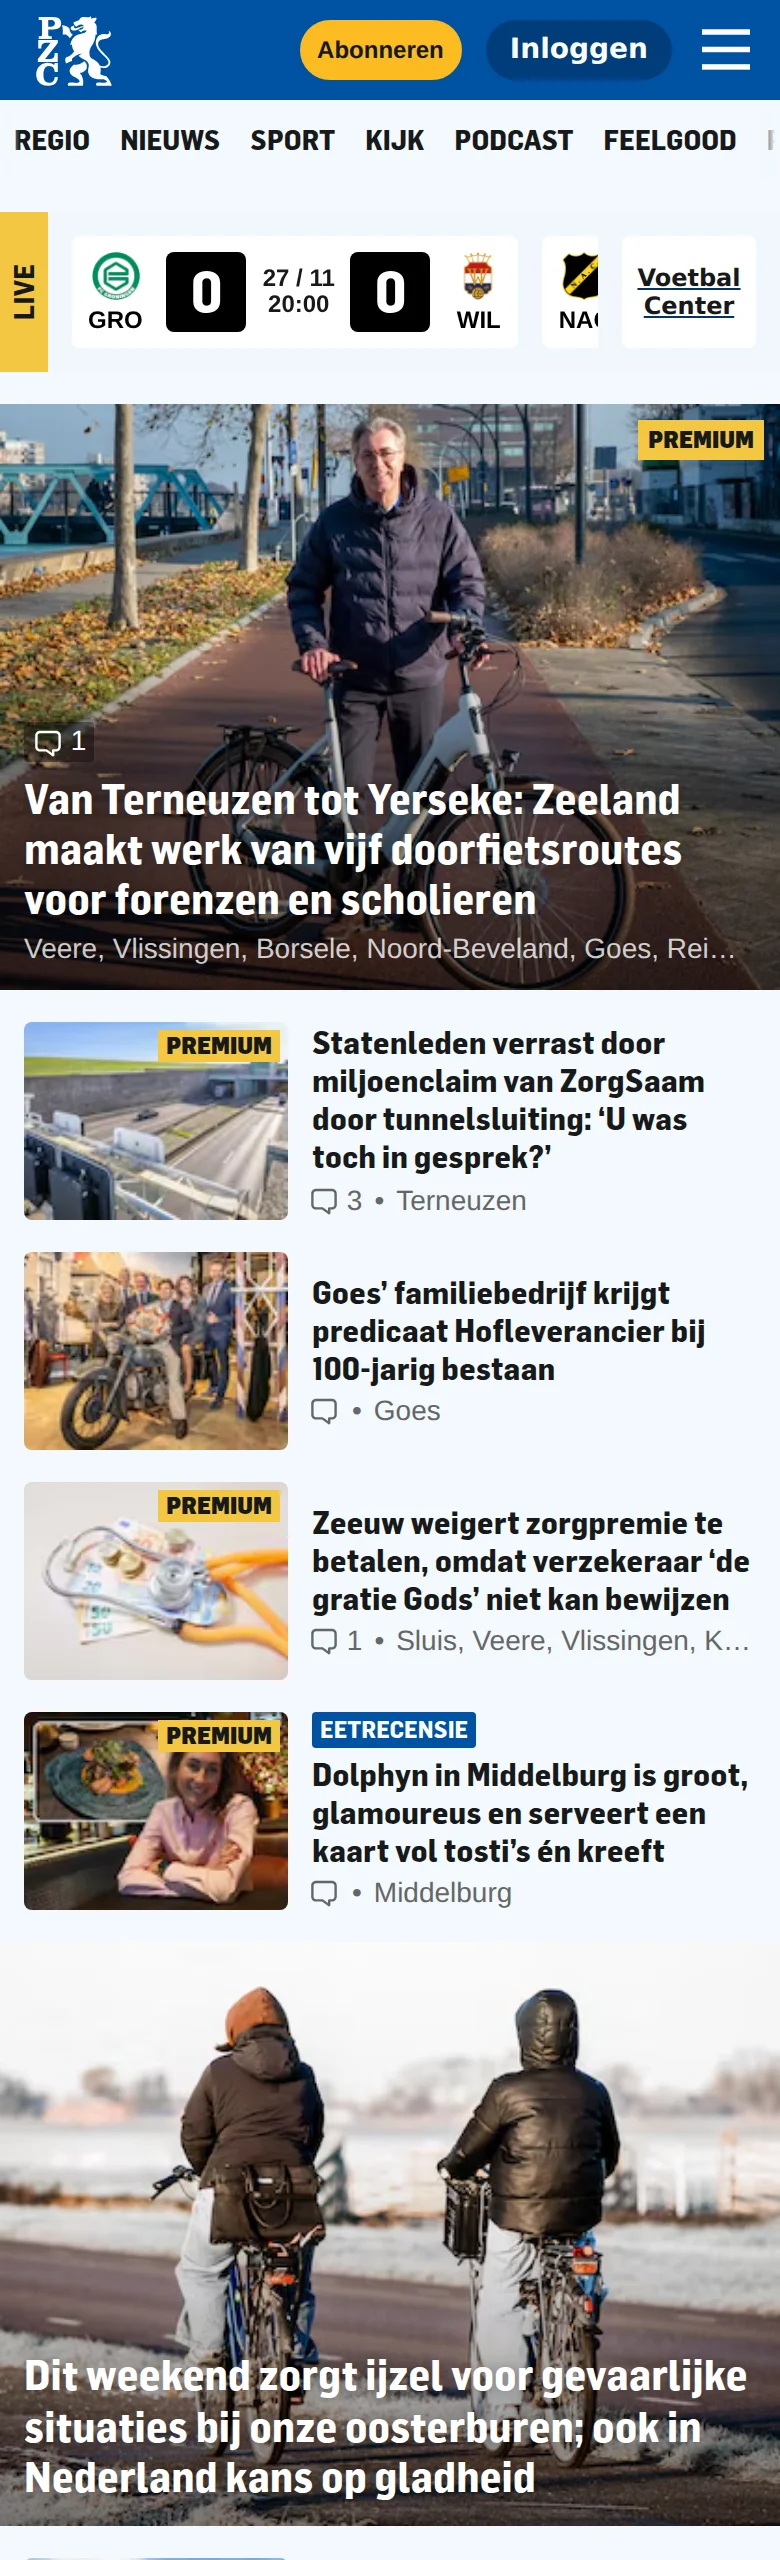 PZC
Abonneren
Inloggen
REGIO NIEUWS SPORT KIJK PODCAST FEELGOOD
LIVE
GRO
0
27 / 11
20:00
0
WIL
NAC
Voetbal
Center
PREMIUM
1
Van Terneuzen tot Yerseke: Zeeland
maakt werk van vijf doorfietsroutes
voor forenzen en scholieren
Veere, Vlissingen, Borsele, Noord-Beveland, Goes, Rei...
PREMIUM
Statenleden verrast door
miljoenclaim van ZorgSaam
door tunnelsluiting: ‘U was
toch in gesprek?’
3 • Terneuzen
Goes’ familiebedrijf krijgt
predicaat Hofleverancier bij
100-jarig bestaan
• Goes
PREMIUM
Zeeuw weigert zorgpremie te
betalen, omdat verzekeraar ‘de
gratie Gods’ niet kan bewijzen
1 • Sluis, Veere, Vlissingen, K...
PREMIUM
EETRECENSIE
Dolphyn in Middelburg is groot,
glamoureus en serveert een
kaart vol tosti’s én kreeft
• Middelburg
Dit weekend zorgt ijzel voor gevaarlijke
situaties bij onze oosterburen; ook in
Nederland kans op gladheid